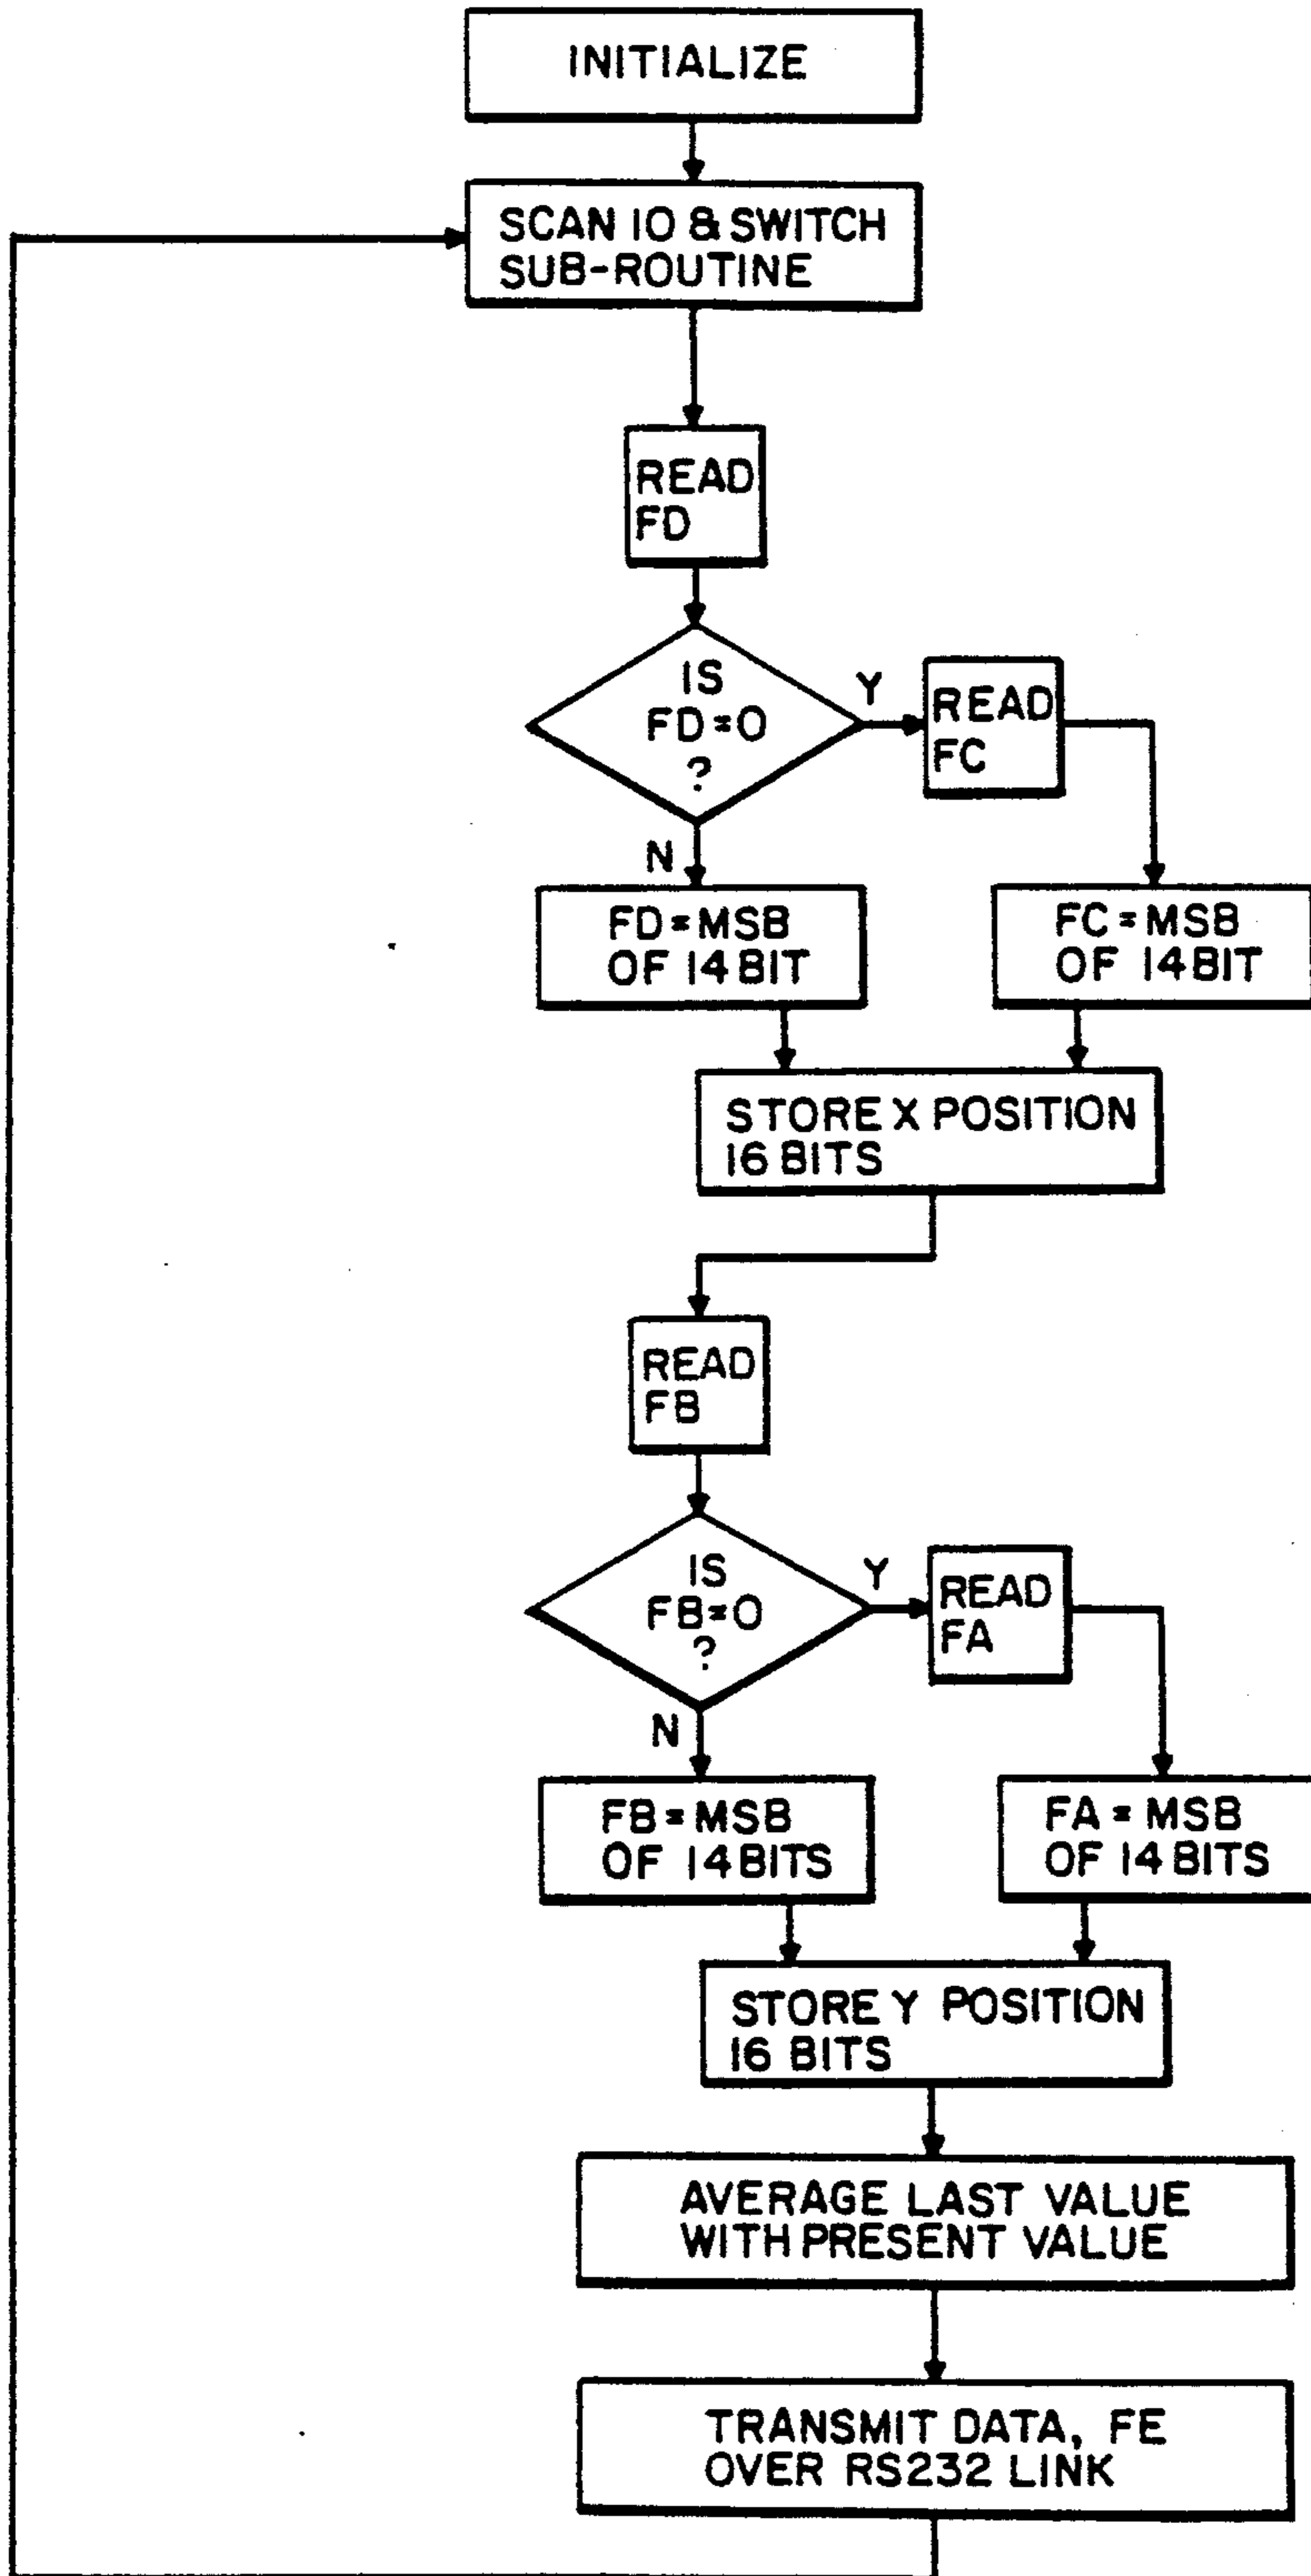 INITIALIZE
SCAN IO & SWITCH
SUB-ROUTINE
READ
FD
IS
FD=0
?
Y
READ
FC
N
FD=MSB
OF 14 BIT
FC=MSB
OF 14 BIT
STORE X POSITION
16 BITS
READ
FB
IS
FB=0
?
Y
READ
FA
N
FB=MSB
OF 14 BITS
FA=MSB
OF 14 BITS
STORE Y POSITION
16 BITS
AVERAGE LAST VALUE
WITH PRESENT VALUE
TRANSMIT DATA, FE
OVER RS232 LINK